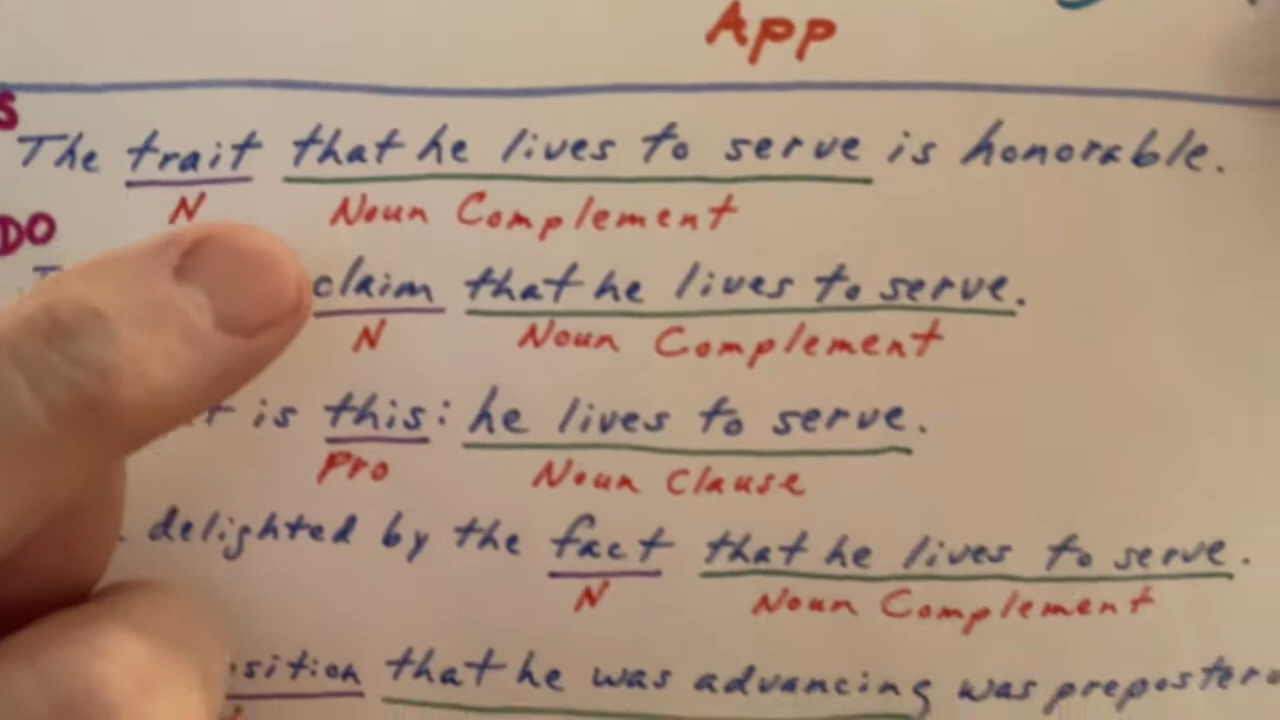 App
S
The trait that he lives to serve is honorable.
N Noun Complement
DO
claim that he lives to serve.
N Noun Complement
is this: he lives to serve.
Pro Noun Clause
delighted by the fact that he lives to serve.
N Noun Complement
that he was advancing was